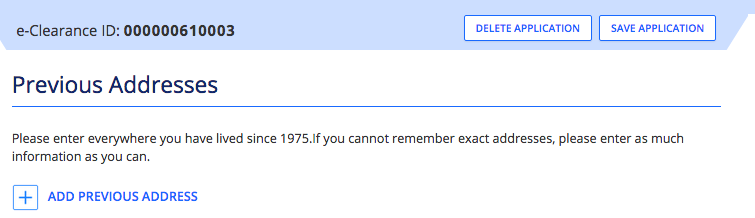 e-Clearance ID: 000000610003
DELETE APPLICATION
SAVE APPLICATION
Previous Addresses
Please enter everywhere you have lived since 1975.If you cannot remember exact addresses, please enter as much
information as you can.
ADD PREVIOUS ADDRESS